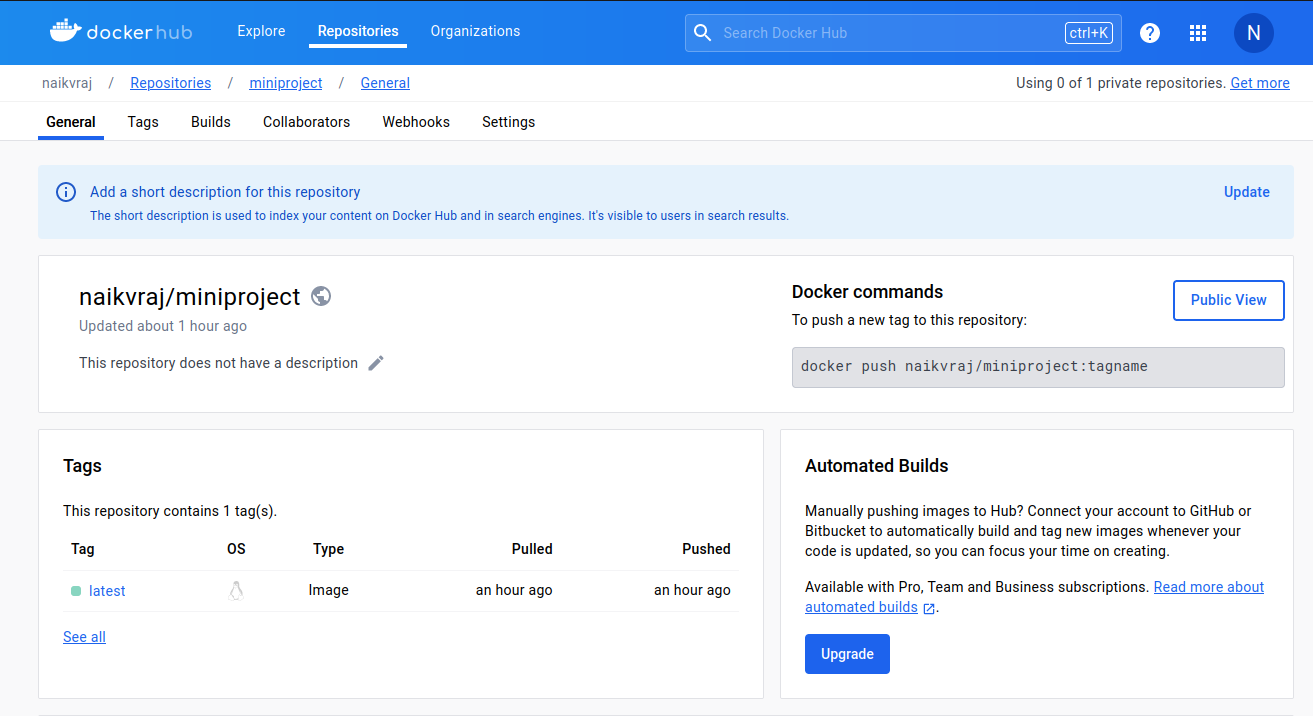 dockerhub Explore Repositories Organizations Search Docker Hub ctrl+K ? N
naikvraj / Repositories / miniproject / General Using 0 of 1 private repositories. Get more
General Tags Builds Collaborators Webhooks Settings
Add a short description for this repository Update
The short description is used to index your content on Docker Hub and in search engines. It's visible to users in search results.
naikvraj/miniproject
Updated about 1 hour ago
This repository does not have a description
Docker commands Public View
To push a new tag to this repository:
docker push naikvraj/miniproject:tagname
Tags
This repository contains 1 tag(s).
Tag OS Type Pulled Pushed
latest Image an hour ago an hour ago
See all
Automated Builds
Manually pushing images to Hub? Connect your account to GitHub or
Bitbucket to automatically build and tag new images whenever your
code is updated, so you can focus your time on creating.
Available with Pro, Team and Business subscriptions. Read more about
automated builds.
Upgrade